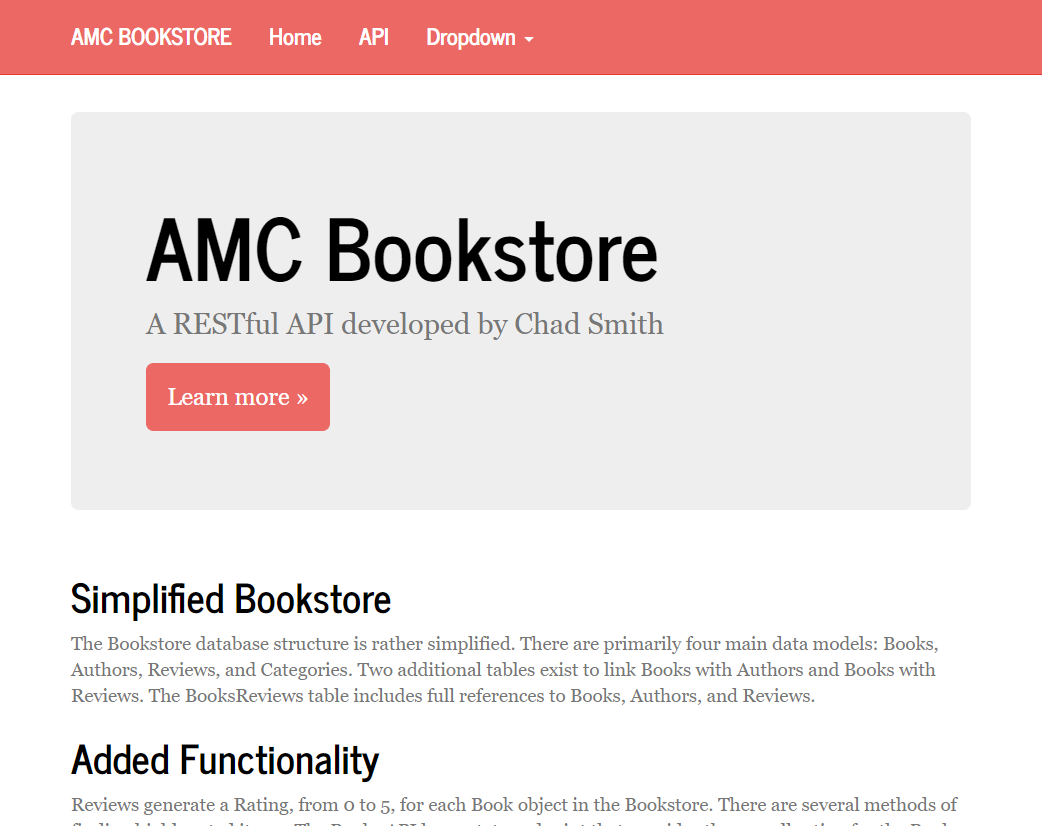 AMC BOOKSTORE Home API Dropdown
AMC Bookstore
A RESTful API developed by Chad Smith
Learn more »
Simplified Bookstore
The Bookstore database structure is rather simplified. There are primarily four main data models: Books,
Authors, Reviews, and Categories. Two additional tables exist to link Books with Authors and Books with
Reviews. The BooksReviews table includes full references to Books, Authors, and Reviews.
Added Functionality
Reviews generate a Rating, from 0 to 5, for each Book object in the Bookstore. There are several methods of